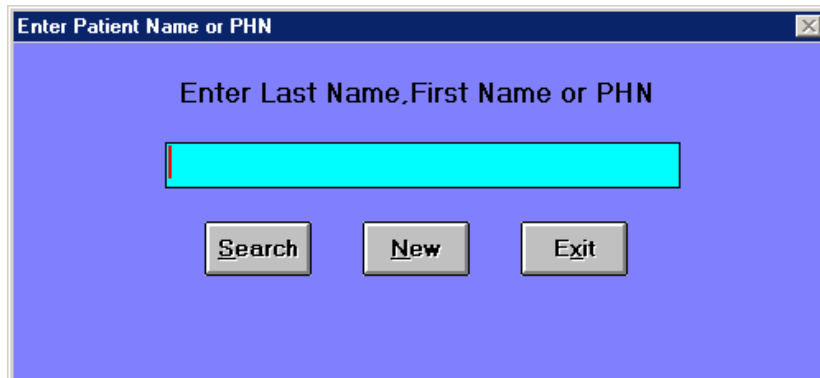 Enter Patient Name or PHN
Enter Last Name,First Name or PHN
Search New Exit